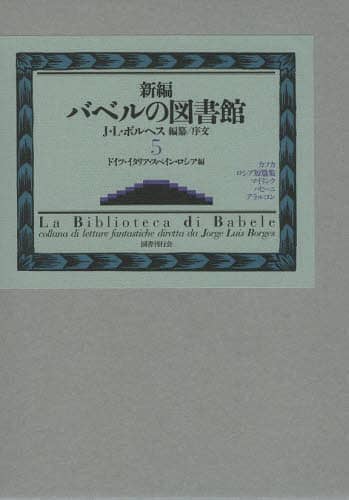 新編
バベルの図書館
J・L・ボルヘス 編纂/序文
5
ドイツ・イタリア・スペイン・ロシア編
カフカ
ロシア短篇集
マイリンク
パピーニ
アラルコン
La Biblioteca di Babele
collana di letture fantastiche diretta da Jorge Luis Borges
国書刊行会